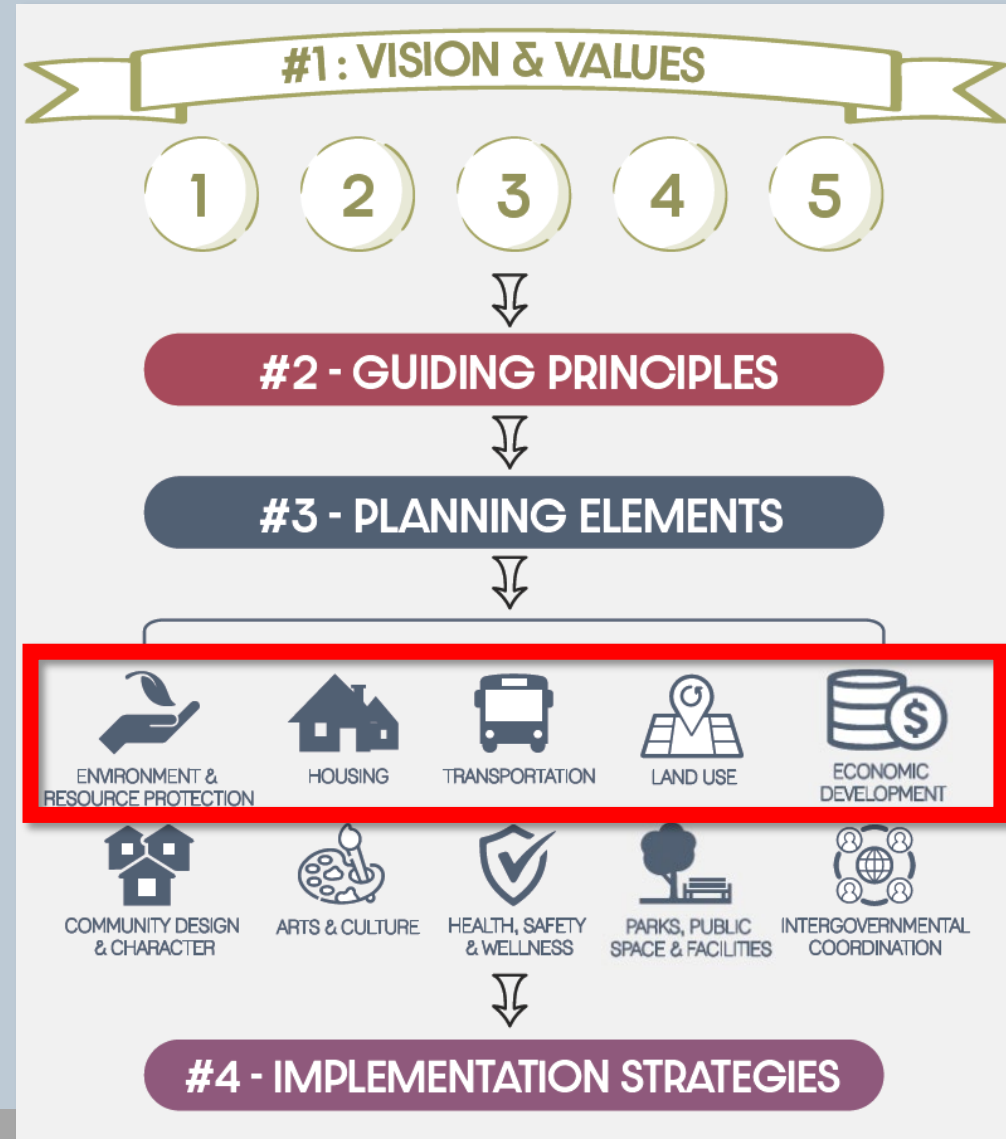 #1: VISION & VALUES
1 2 3 4 5
#2 - GUIDING PRINCIPLES
#3 - PLANNING ELEMENTS
ENVIRONMENT &
RESOURCE PROTECTION
HOUSING
TRANSPORTATION
LAND USE
ECONOMIC
DEVELOPMENT
COMMUNITY DESIGN
& CHARACTER
ARTS & CULTURE
HEALTH, SAFETY
& WELLNESS
PARKS, PUBLIC
SPACE & FACILITIES
INTERGOVERNMENTAL
COORDINATION
#4 - IMPLEMENTATION STRATEGIES